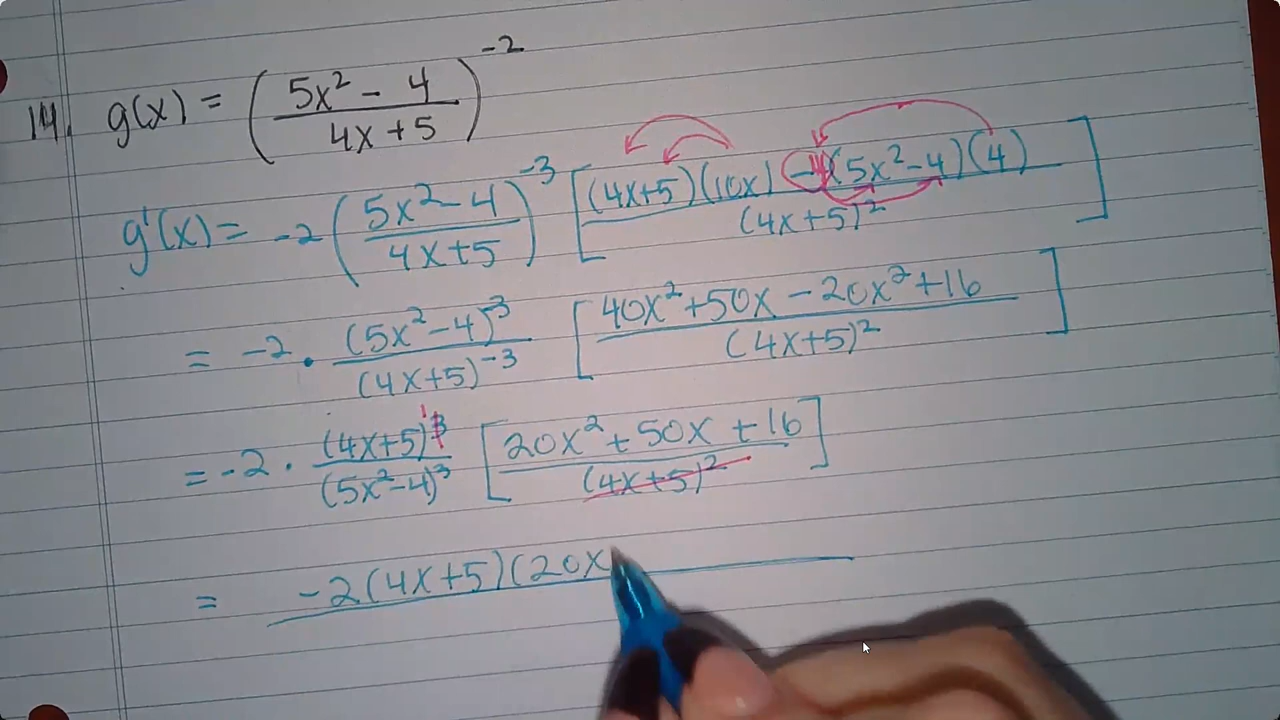 14. g(x) = ((5x² - 4)/(4x + 5))⁻²
g'(x) = -2((5x² - 4)/(4x + 5))⁻³ [((4x+5)(10x) - (5x² - 4)(4))/(4x+5)²]
= -2 · (5x² - 4)⁻³/(4x+5)⁻³ [(40x² + 50x - 20x² + 16)/(4x+5)²]
= -2 · (4x+5)³ ¹/(5x² - 4)³ [(20x² + 50x + 16)/(4x+5)²]
= -2(4x+5)(20x